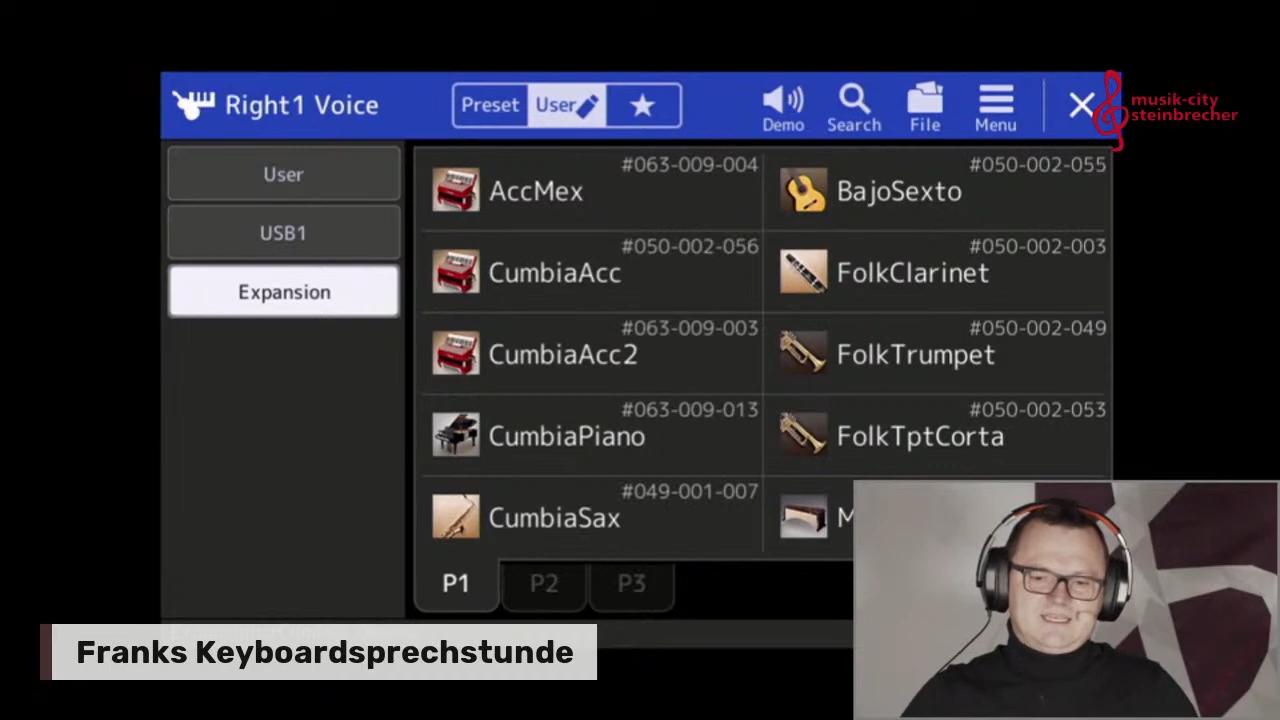 Right1 Voice
Preset
User
Demo
Search
File
Menu
musik-city
steinbrecher
User
USB1
Expansion
#063-009-004
AccMex
#050-002-055
BajoSexto
#050-002-056
CumbiaAcc
#050-002-003
FolkClarinet
#063-009-003
CumbiaAcc2
#050-002-049
FolkTrumpet
#063-009-013
CumbiaPiano
#050-002-053
FolkTptCorta
#049-001-007
CumbiaSax
M
P1
P2
P3
Franks Keyboardsprechstunde